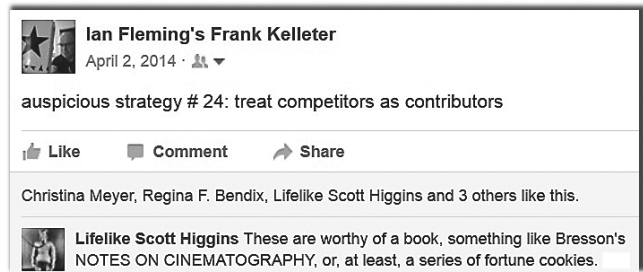 Ian Fleming's Frank Kelleter
April 2, 2014 ·
auspicious strategy # 24: treat competitors as contributors
Like Comment Share
Christina Meyer, Regina F. Bendix, Lifelike Scott Higgins and 3 others like this.
Lifelike Scott Higgins These are worthy of a book, something like Bresson's
NOTES ON CINEMATOGRAPHY, or, at least, a series of fortune cookies.